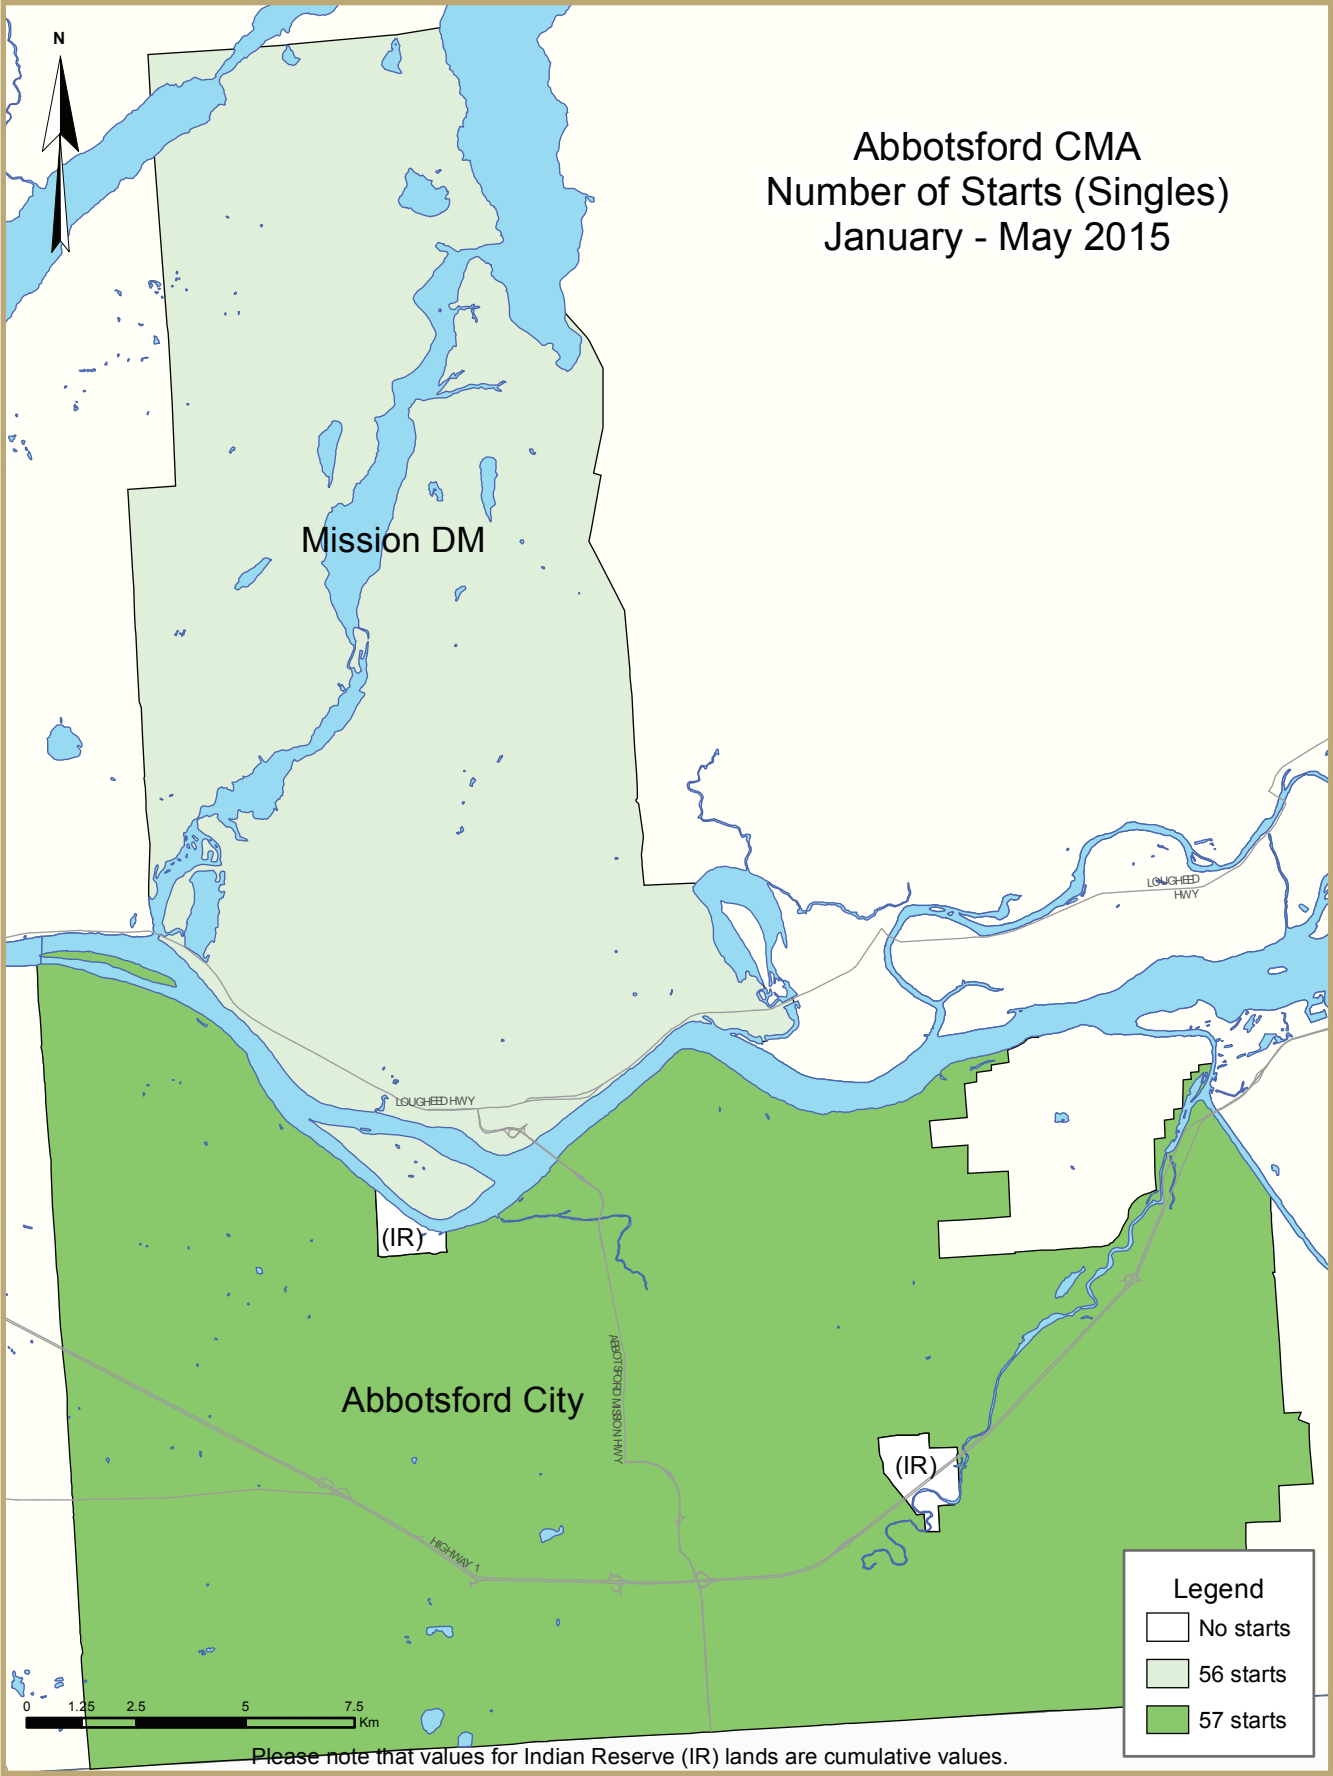 N
Abbotsford CMA
Number of Starts (Singles)
January - May 2015
Mission DM
LOUGHEED
HWY
LOUGHEED HWY
(IR)
ABBOTSFORD MISSION HWY
Abbotsford City
(IR)
HIGHWAY 1
Legend
No starts
56 starts
57 starts
0 1.25 2.5 5 7.5
Km
Please note that values for Indian Reserve (IR) lands are cumulative values.